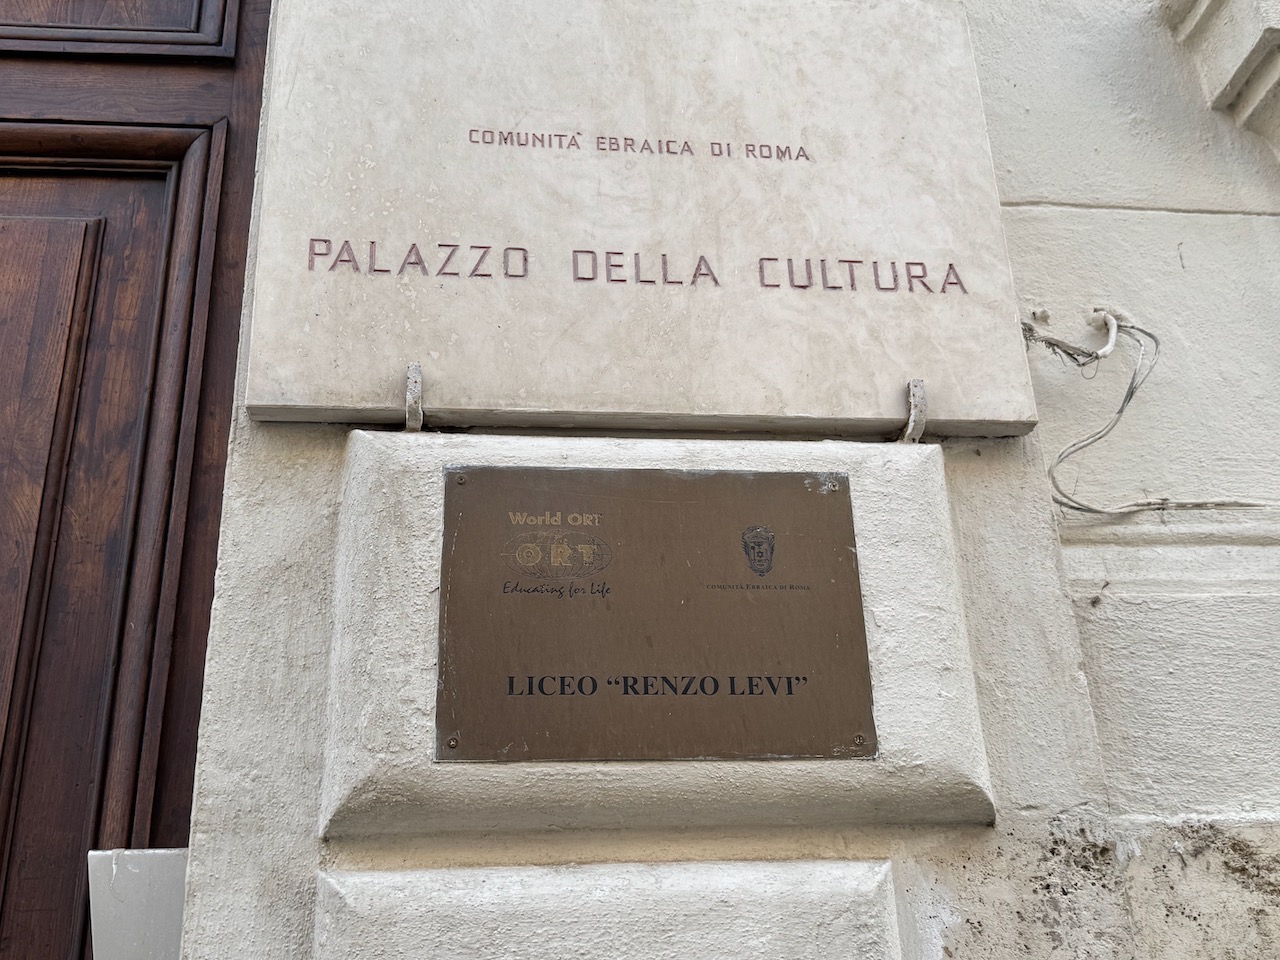 COMUNITÀ EBRAICA DI ROMA
PALAZZO DELLA CULTURA
World ORT
ORT
Educating for Life
COMUNITÀ EBRAICA DI ROMA
LICEO “RENZO LEVI”